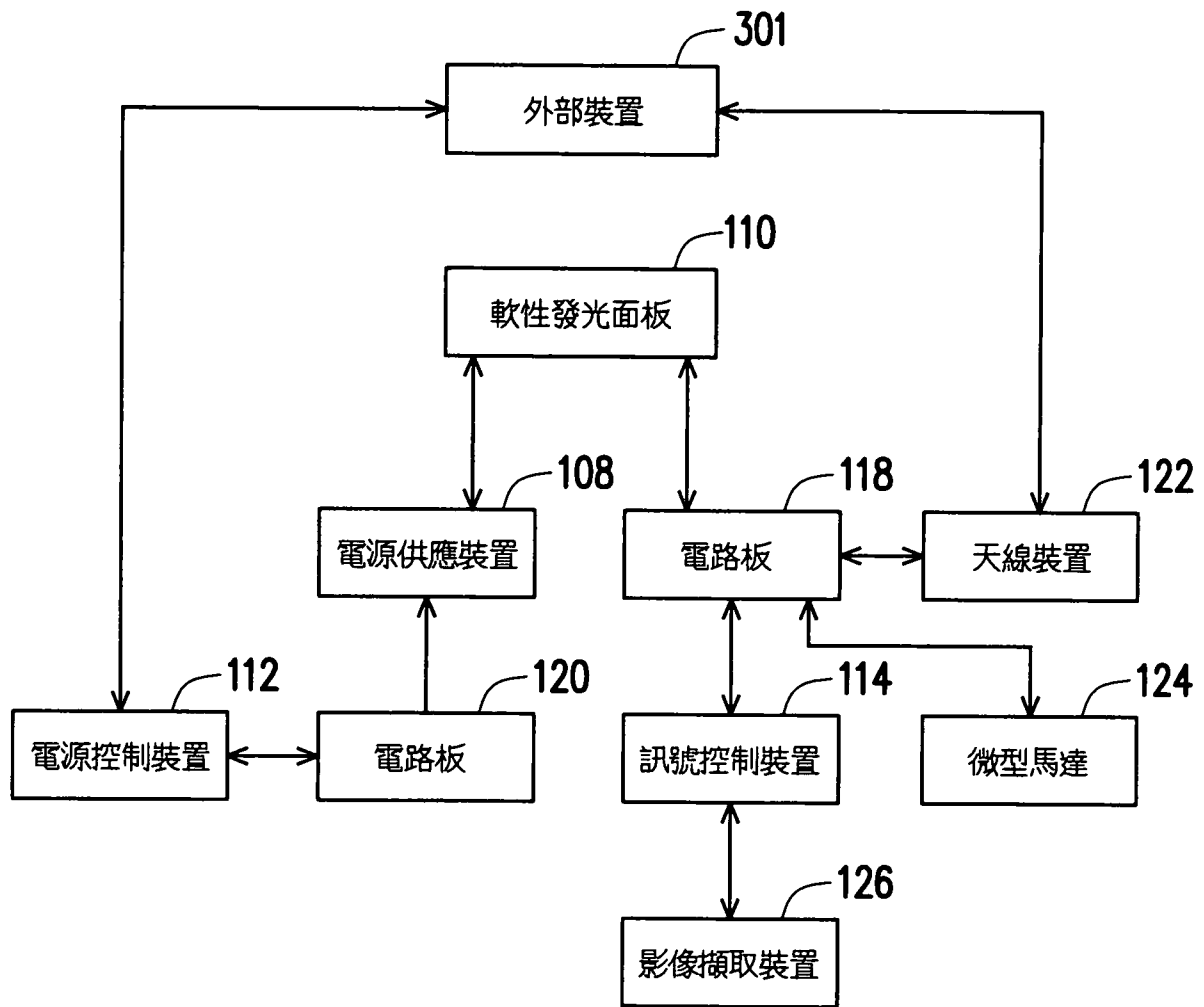 301
外部裝置
110
軟性發光面板
108
118
122
電源供應裝置
電路板
天線裝置
112
120
114
124
電源控制裝置
電路板
訊號控制裝置
微型馬達
126
影像擷取裝置